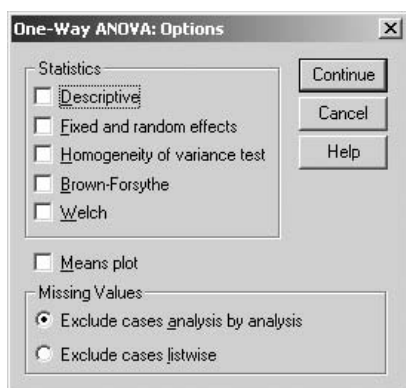 One-Way ANOVA: Options
Statistics
Descriptive
Fixed and random effects
Homogeneity of variance test
Brown-Forsythe
Welch
Means plot
Missing Values
Exclude cases analysis by analysis
Exclude cases listwise
Continue
Cancel
Help